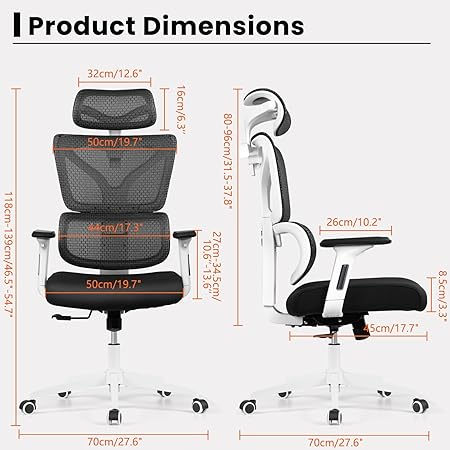 Product Dimensions
32cm/12.6"
16cm/6.3"
50cm/19.7"
44cm/17.3"
27cm-34.5cm/
10.6"-13.6"
50cm/19.7"
118cm-139cm/46.5"-54.7"
70cm/27.6"
80-96cm/31.5-37.8"
26cm/10.2"
8.5cm/3.3"
45cm/17.7"
70cm/27.6"